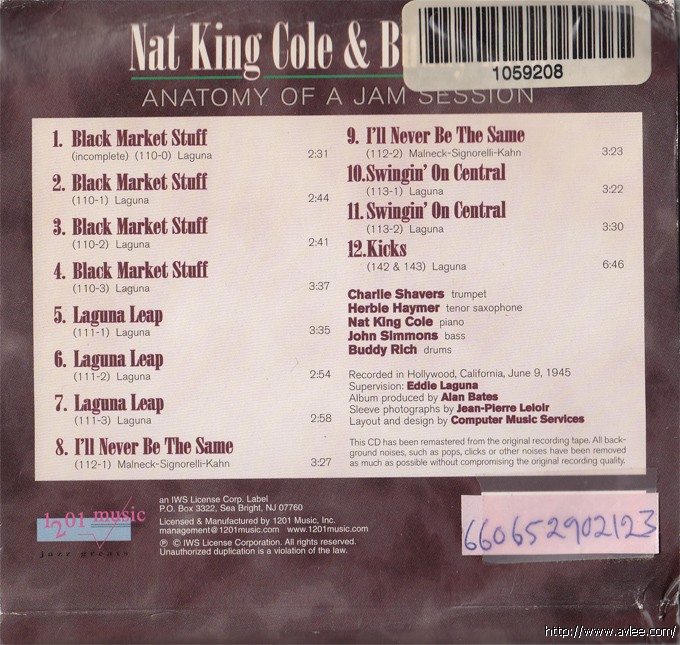 Nat King Cole &
1059208
ANATOMY OF A JAM SESSION
1. Black Market Stuff
(incomplete) (110-0) Laguna 2:31
2. Black Market Stuff
(110-1) Laguna 2:44
3. Black Market Stuff
(110-2) Laguna 2:41
4. Black Market Stuff
(110-3) Laguna 3:37
5. Laguna Leap
(111-1) Laguna 3:35
6. Laguna Leap
(111-2) Laguna 2:54
7. Laguna Leap
(111-3) Laguna 2:58
8. I'll Never Be The Same
(112-1) Malneck-Signorelli-Kahn 3:27
9. I'll Never Be The Same
(112-2) Malneck-Signorelli-Kahn 3:23
10. Swingin' On Central
(113-1) Laguna 3:22
11. Swingin' On Central
(113-2) Laguna 3:30
12. Kicks
(142 & 143) Laguna 6:46
Charlie Shavers trumpet
Herbie Haymer tenor saxophone
Nat King Cole piano
John Simmons bass
Buddy Rich drums
Recorded in Hollywood, California, June 9, 1945
Supervision: Eddie Laguna
Album produced by Alan Bates
Sleeve photographs by Jean-Pierre Leloir
Layout and design by Computer Music Services
This CD has been remastered from the original recording tape. All back-
ground noises, such as pops, clicks or other noises have been removed
as much as possible without compromising the original recording quality.
1201 music
jazz greats
an IWS License Corp. Label
P.O. Box 3322, Sea Bright, NJ 07760
Licensed & Manufactured by 1201 Music, Inc.
management@1201music.com www.1201music.com
℗ © IWS License Corporation. All rights reserved.
Unauthorized duplication is a violation of the law.
660652902123
http://www.avlee.com/